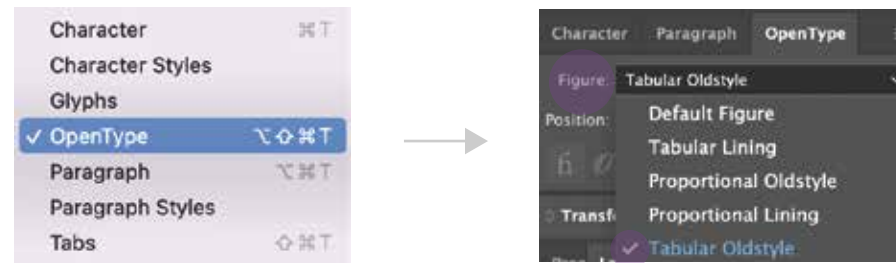 Character ⌘T
Character Styles
Glyphs
✓ OpenType ⌥⇧⌘T
Paragraph ⌥⌘T
Paragraph Styles
Tabs ⇧⌘T
Character Paragraph OpenType
Figure: Tabular Oldstyle
Default Figure
Position:
Tabular Lining
Proportional Oldstyle
Proportional Lining
✓ Tabular Oldstyle